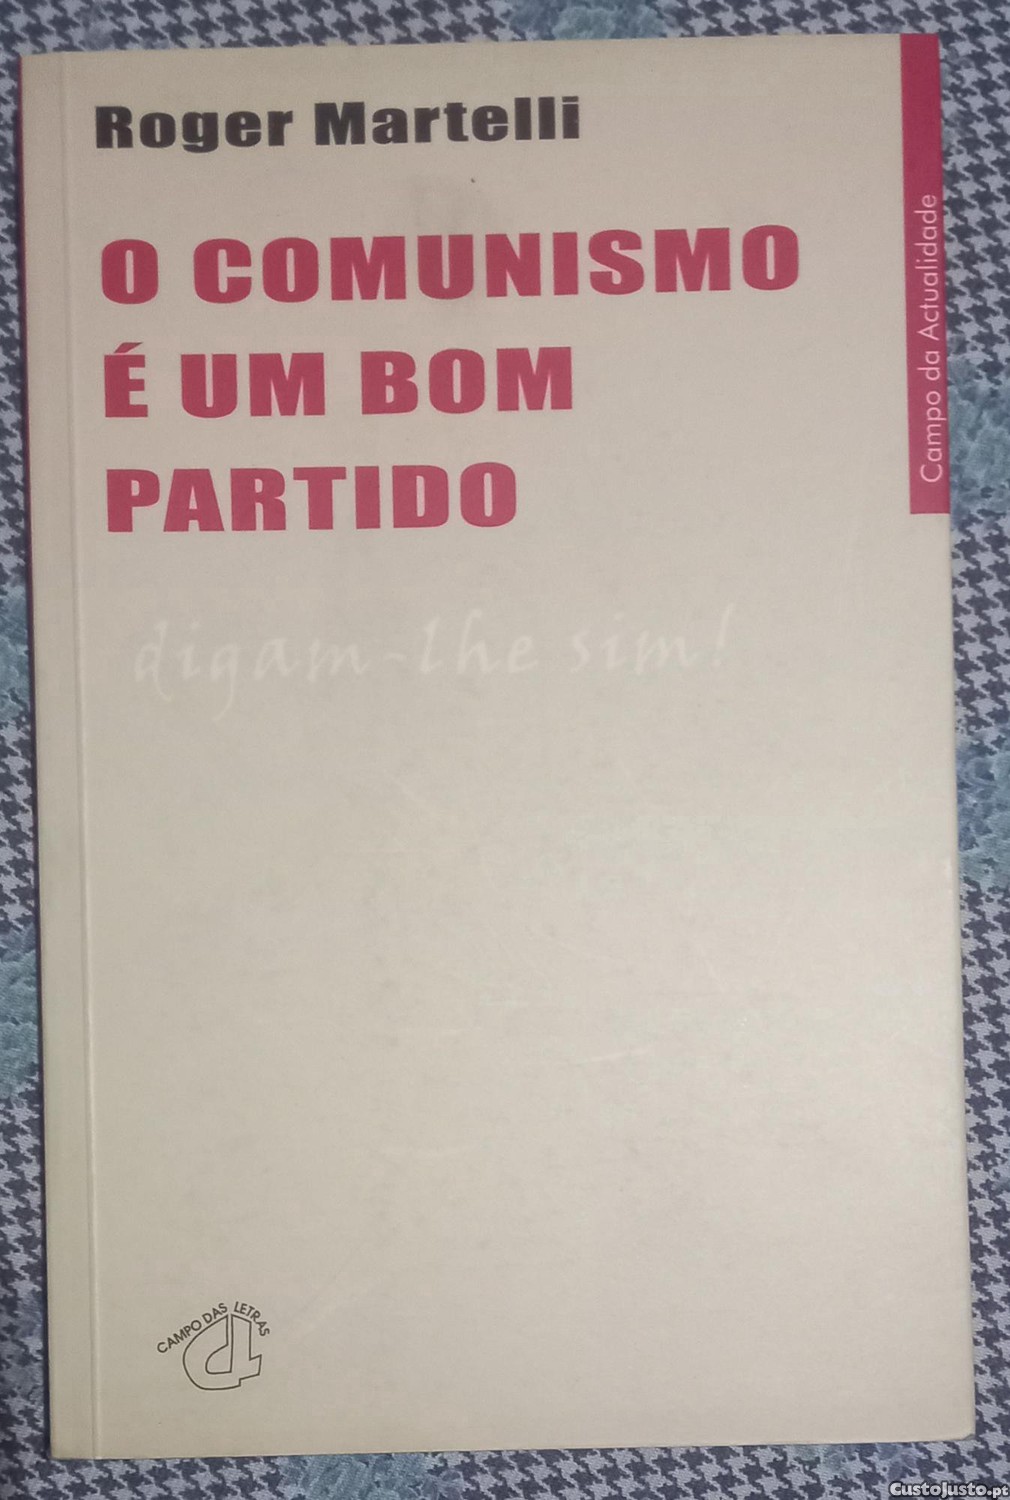 Roger Martelli
O COMUNISMO
É UM BOM
PARTIDO
digam-lhe sim!
Campo da Actualidade
CAMPO DAS LETRAS
CustoJusto.pt